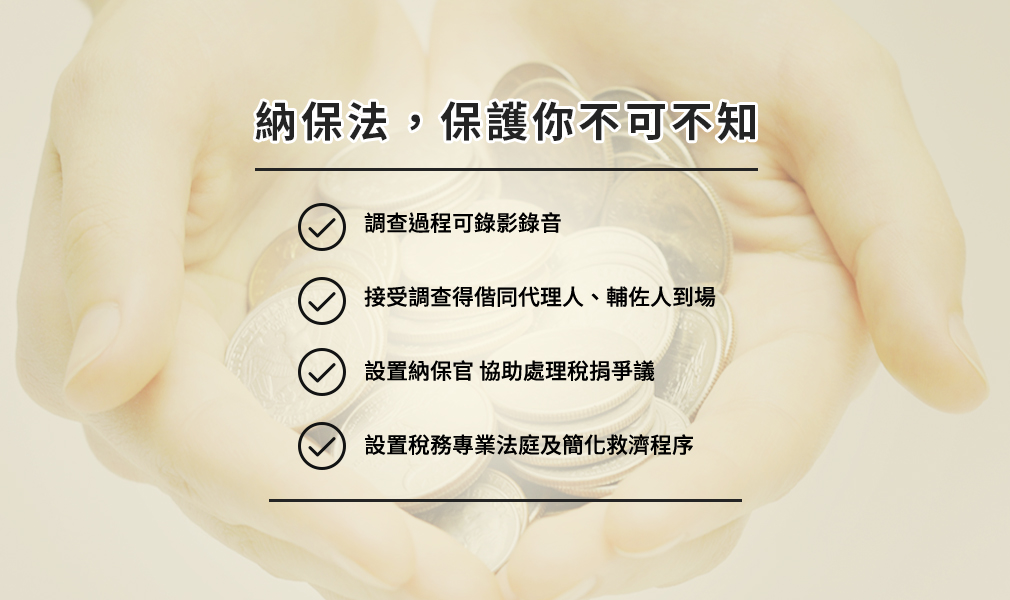 納保法，保護你不可不知
調查過程可錄影錄音
接受調查得偕同代理人、輔佐人到場
設置納保官 協助處理稅捐爭議
設置稅務專業法庭及簡化救濟程序